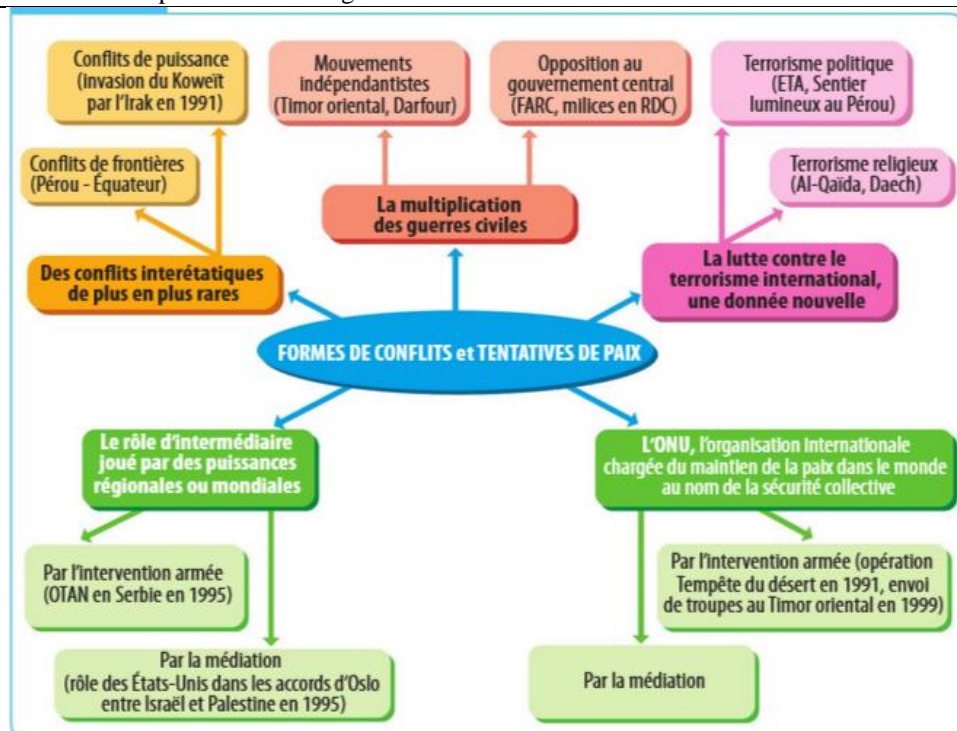 Conflits de puissance
(invasion du Koweït
par l'Irak en 1991)
Mouvements
indépendantistes
(Timor oriental, Darfour)
Opposition au
gouvernement central
(FARC, milices en RDC)
Terrorisme politique
(ETA, Sentier
lumineux au Pérou)
Conflits de frontières
(Pérou - Équateur)
Terrorisme religieux
(Al-Qaïda, Daech)
La multiplication
des guerres civiles
Des conflits interétatiques
de plus en plus rares
La lutte contre le
terrorisme international,
une donnée nouvelle
FORMES DE CONFLITS et TENTATIVES DE PAIX
Le rôle d'intermédiaire
joué par des puissances
régionales ou mondiales
L'ONU, l'organisation internationale
chargée du maintien de la paix dans le monde
au nom de la sécurité collective
Par l'intervention armée
(OTAN en Serbie en 1995)
Par l'intervention armée (opération
Tempête du désert en 1991, envoi
de troupes au Timor oriental en 1999)
Par la médiation
(rôle des États-Unis dans les accords d'Oslo
entre Israël et Palestine en 1995)
Par la médiation